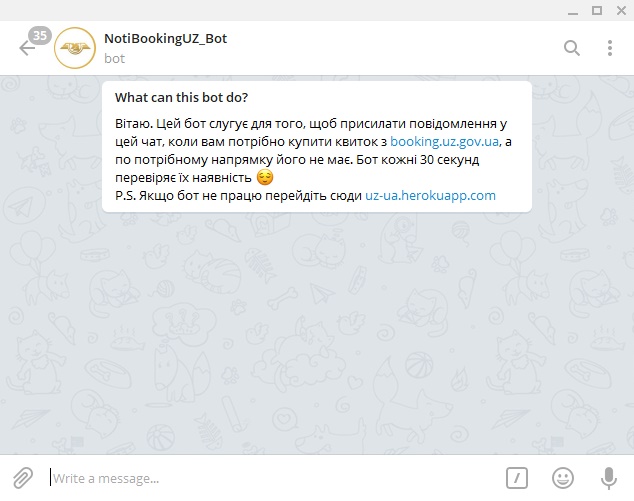 35
NotiBookingUZ_Bot
bot
What can this bot do?
Вітаю. Цей бот слугує для того, щоб присилати повідомлення у
цей чат, коли вам потрібно купити квиток з booking.uz.gov.ua, а
по потрібному напрямку його не має. Бот кожні 30 секунд
перевіряє їх наявність 😌
P.S. Якщо бот не працю перейдіть сюди uz-ua.herokuapp.com
Write a message...